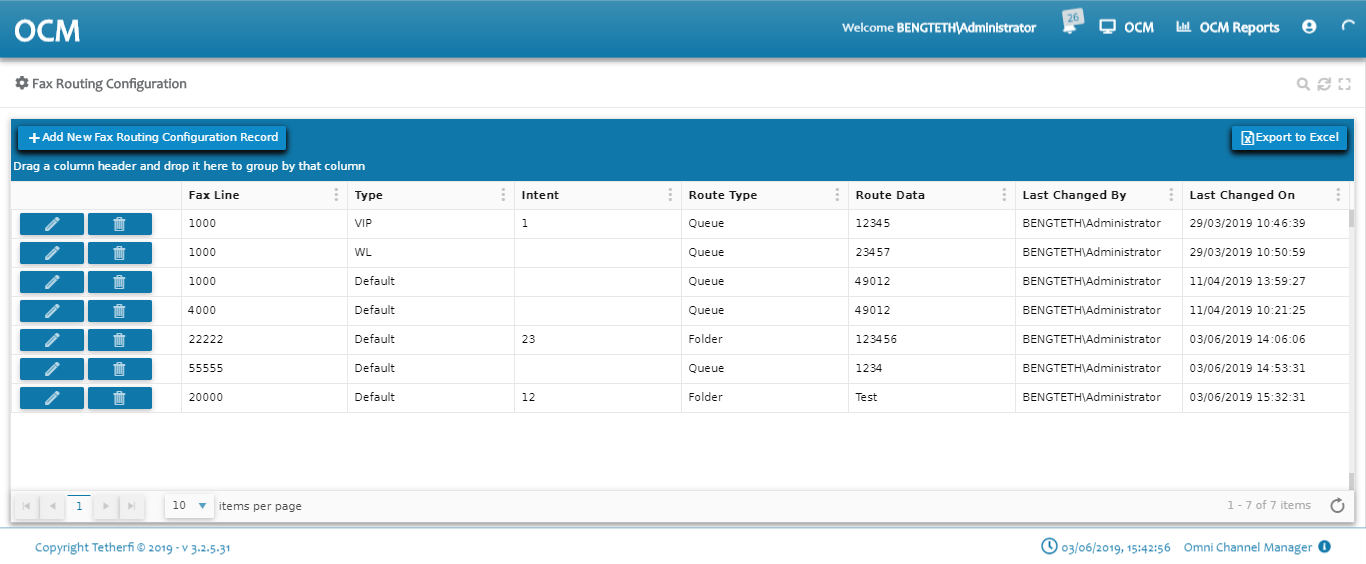 OCM
Welcome BENGTETH\Administrator 26 OCM OCM Reports
Fax Routing Configuration
Add New Fax Routing Configuration Record Export to Excel
Drag a column header and drop it here to group by that column
Fax Line Type Intent Route Type Route Data Last Changed By Last Changed On
1000 VIP 1 Queue 12345 BENGTETH\Administrator 29/03/2019 10:46:39
1000 WL Queue 23457 BENGTETH\Administrator 29/03/2019 10:50:59
1000 Default Queue 49012 BENGTETH\Administrator 11/04/2019 13:59:27
4000 Default Queue 49012 BENGTETH\Administrator 11/04/2019 10:21:25
22222 Default 23 Folder 123456 BENGTETH\Administrator 03/06/2019 14:06:06
55555 Default Queue 1234 BENGTETH\Administrator 03/06/2019 14:53:31
20000 Default 12 Folder Test BENGTETH\Administrator 03/06/2019 15:32:31
1 10 items per page 1 - 7 of 7 items
Copyright Tetherfi © 2019 - v 3.2.5.31 03/06/2019, 15:42:56 Omni Channel Manager